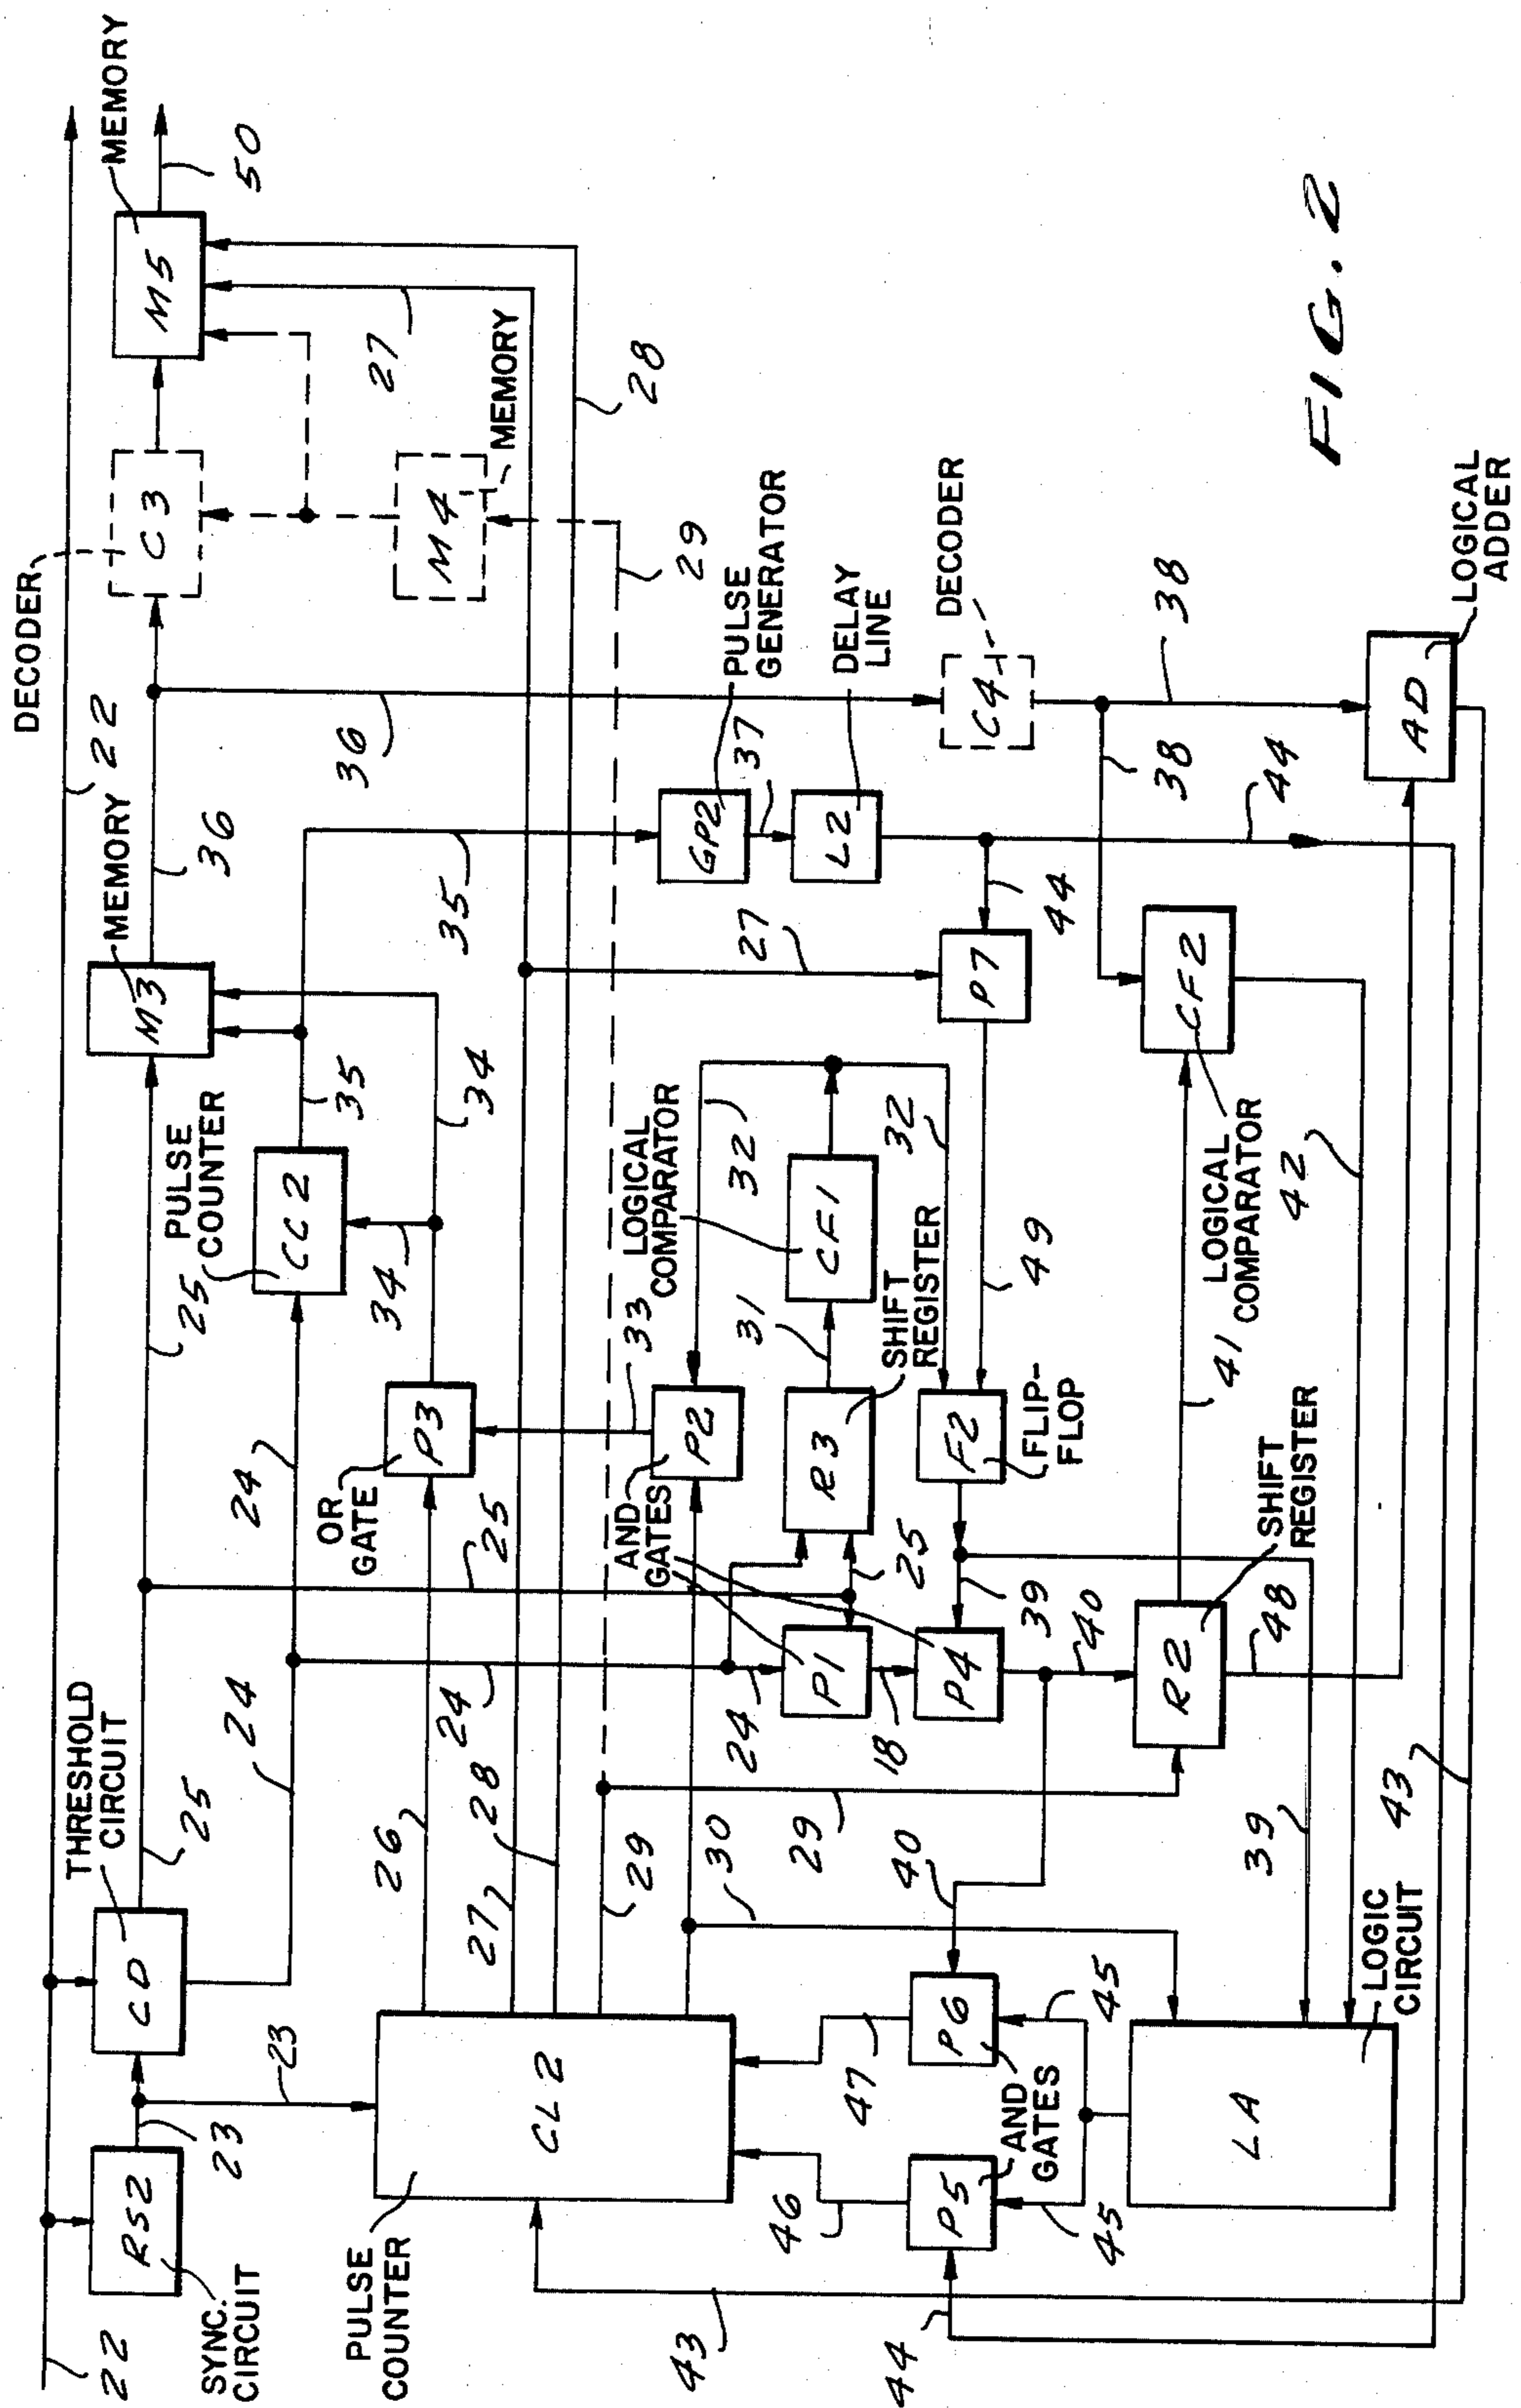 22
SYNC.
CIRCUIT
RS2
23
23
CD
THRESHOLD
CIRCUIT
25
24
24
25
25
PULSE
COUNTER
CC2
34
34
35
M3
MEMORY
36
22
DECODER
C3
M5
MEMORY
50
27
28
MEMORY
M4
29
PULSE
COUNTER
CL2
26
27
28
29
30
24
24
OR
GATE
P3
33
P2
AND
GATES
25
P1
18
P4
39
40
R3
SHIFT
REGISTER
31
LOGICAL
COMPARATOR
CF1
32
32
F2
FLIP-
FLOP
49
35
27
P7
44
GP2
PULSE
GENERATOR
37
L2
DELAY
LINE
36
DECODER
C4
38
38
44
CF2
LOGICAL
COMPARATOR
41
42
R2
SHIFT
REGISTER
48
29
40
39
43
47
46
P6
P5
AND
GATES
45
45
LA
LOGIC
CIRCUIT
43
44
AD
LOGICAL
ADDER
FIG. 2